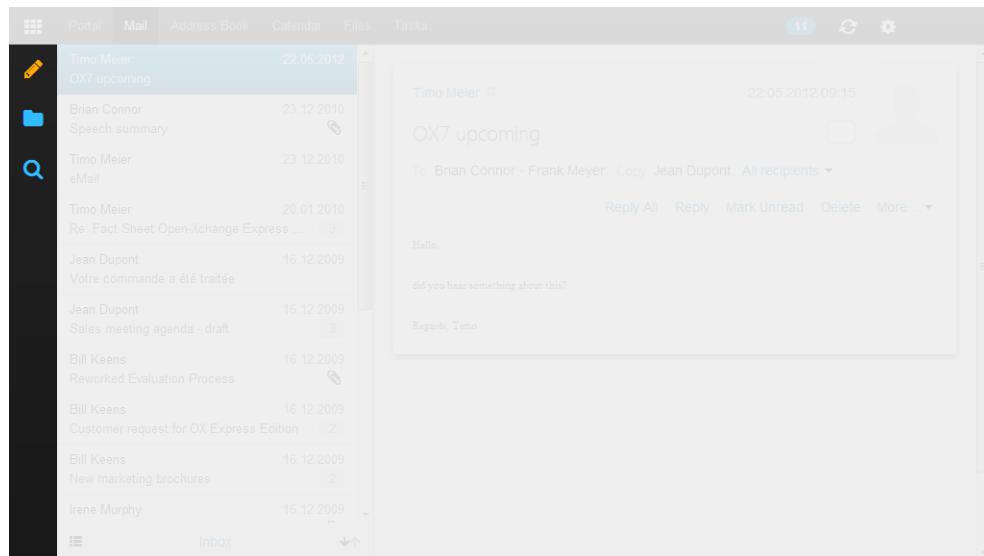 Portal Mail Address Book Calendar Files Tasks 11
Timo Meier 22.05.2012
OX7 upcoming
Brian Connor 23.12.2010
Speech summary
Timo Meier 23.12.2010
eMail
Timo Meier 20.01.2010
Re: Fact Sheet Open-Xchange Express ... 3
Jean Dupont 16.12.2009
Votre commande a été traitée
Jean Dupont 16.12.2009
Sales meeting agenda - draft 3
Bill Keens 16.12.2009
Reworked Evaluation Process
Bill Keens 16.12.2009
Customer request for OX Express Edition 2
Bill Keens 16.12.2009
New marketing brochures 2
Irene Murphy 16.12.2009
Inbox
Timo Meier 22.05.2012 09:15
OX7 upcoming
To Brian Connor - Frank Meyer Copy Jean Dupont All recipients
Reply All Reply Mark Unread Delete More ...
Hello,
did you hear something about this?
Regards, Timo